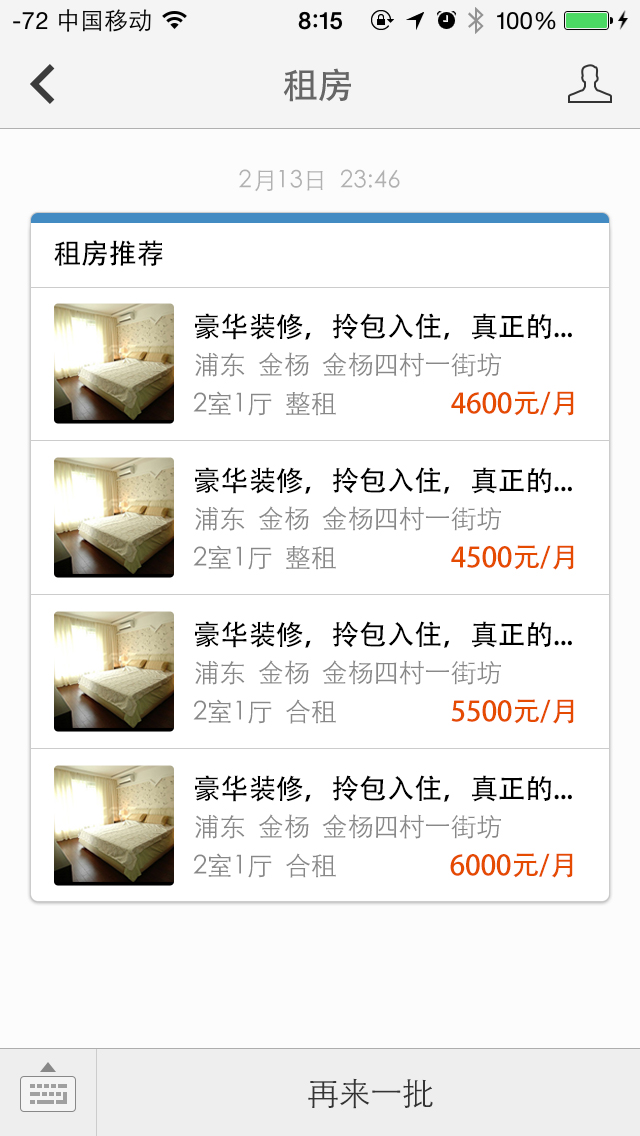 -72 中国移动 8:15 100%
租房
2月13日 23:46
租房推荐
豪华装修，拎包入住，真正的...
浦东 金杨 金杨四村一街坊
2室1厅 整租 4600元/月
豪华装修，拎包入住，真正的...
浦东 金杨 金杨四村一街坊
2室1厅 整租 4500元/月
豪华装修，拎包入住，真正的...
浦东 金杨 金杨四村一街坊
2室1厅 合租 5500元/月
豪华装修，拎包入住，真正的...
浦东 金杨 金杨四村一街坊
2室1厅 合租 6000元/月
再来一批